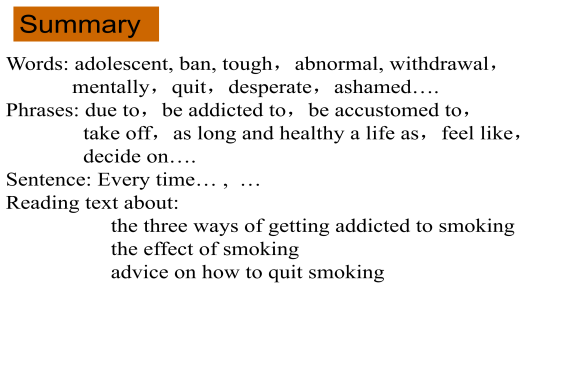 Summary
Words: adolescent, ban, tough，abnormal, withdrawal，
mentally，quit，desperate，ashamed….
Phrases: due to，be addicted to，be accustomed to，
take off，as long and healthy a life as，feel like，
decide on….
Sentence: Every time… , …
Reading text about:
the three ways of getting addicted to smoking
the effect of smoking
advice on how to quit smoking